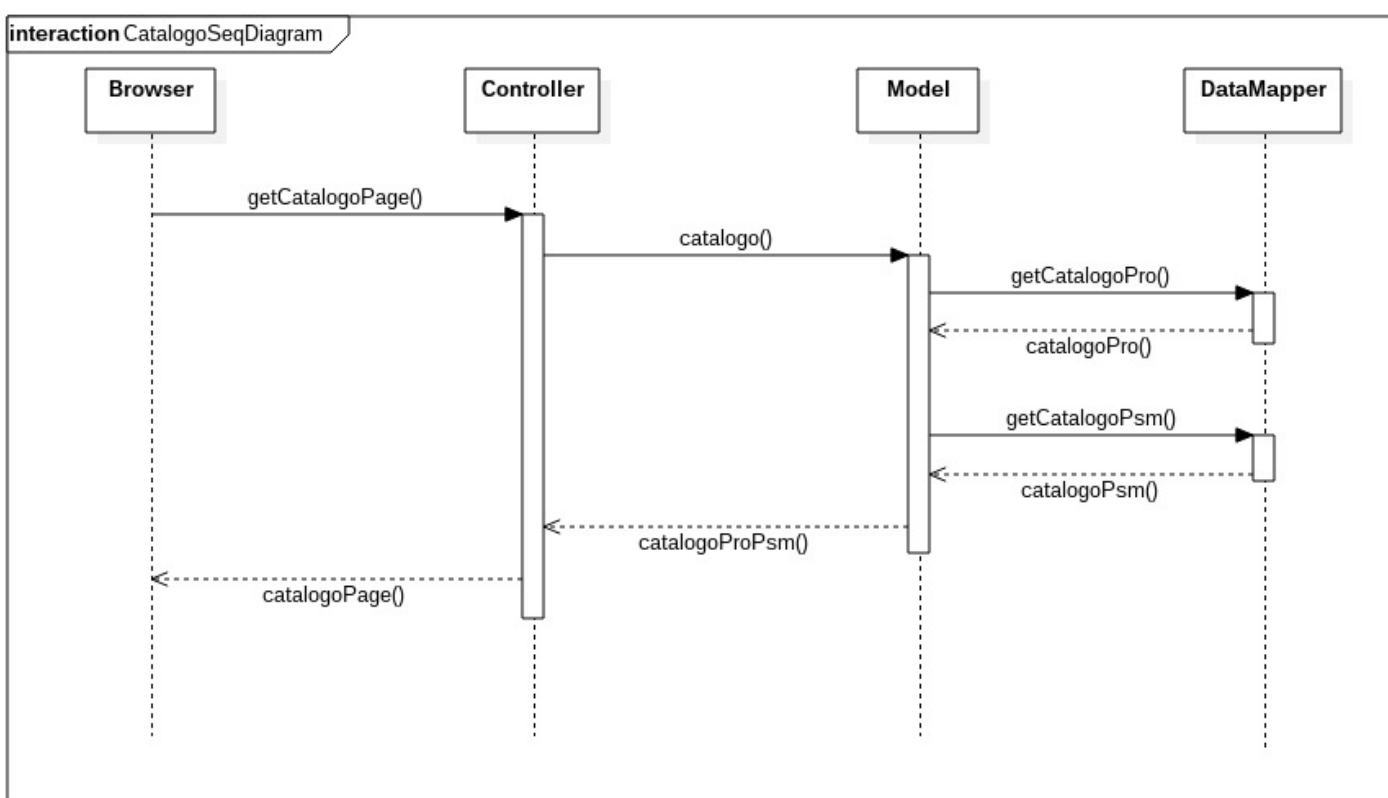 interaction CatalogoSeqDiagram
Browser
Controller
Model
DataMapper
getCatalogoPage()
catalogo()
getCatalogoPro()
catalogoPro()
getCatalogoPsm()
catalogoPsm()
catalogoProPsm()
catalogoPage()